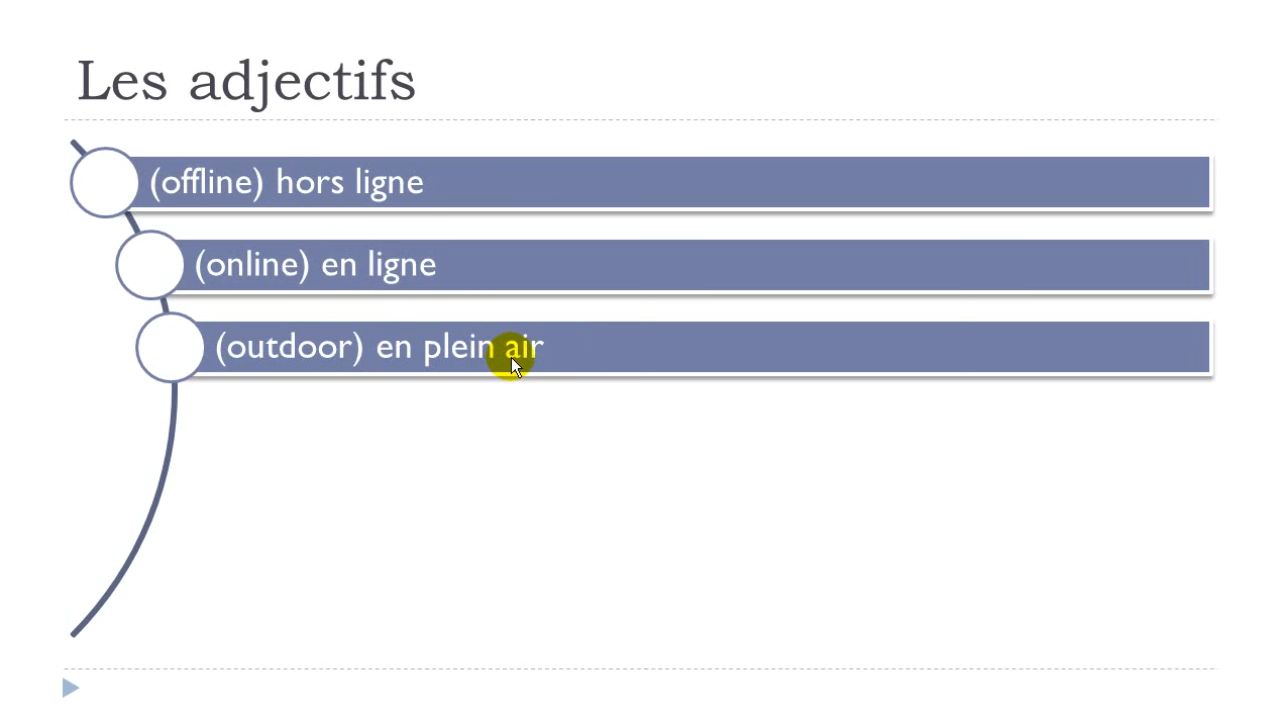 Les adjectifs
(offline) hors ligne
(online) en ligne
(outdoor) en plein air